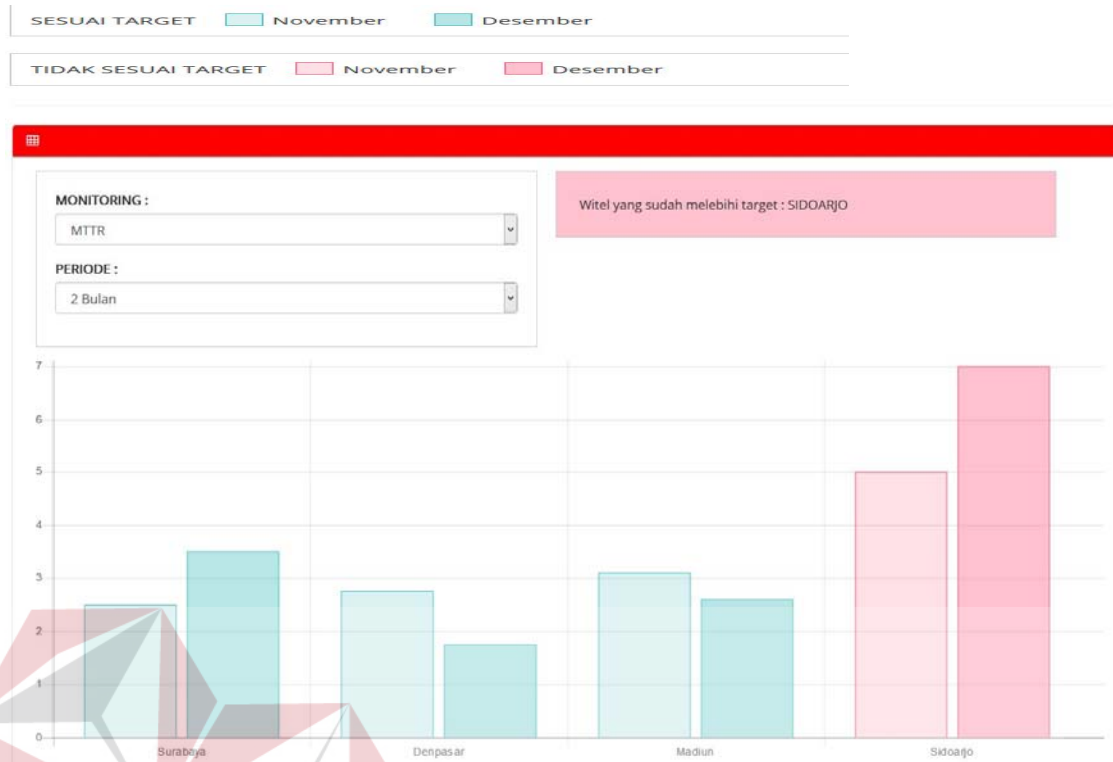 SESUAI TARGET November Desember
TIDAK SESUAI TARGET November Desember
MONITORING :
MTTR
PERIODE :
2 Bulan
Witel yang sudah melebihi target : SIDOARJO
7
6
5
4
3
2
1
0
Surabaya Denpasar Madiun Sidoarjo